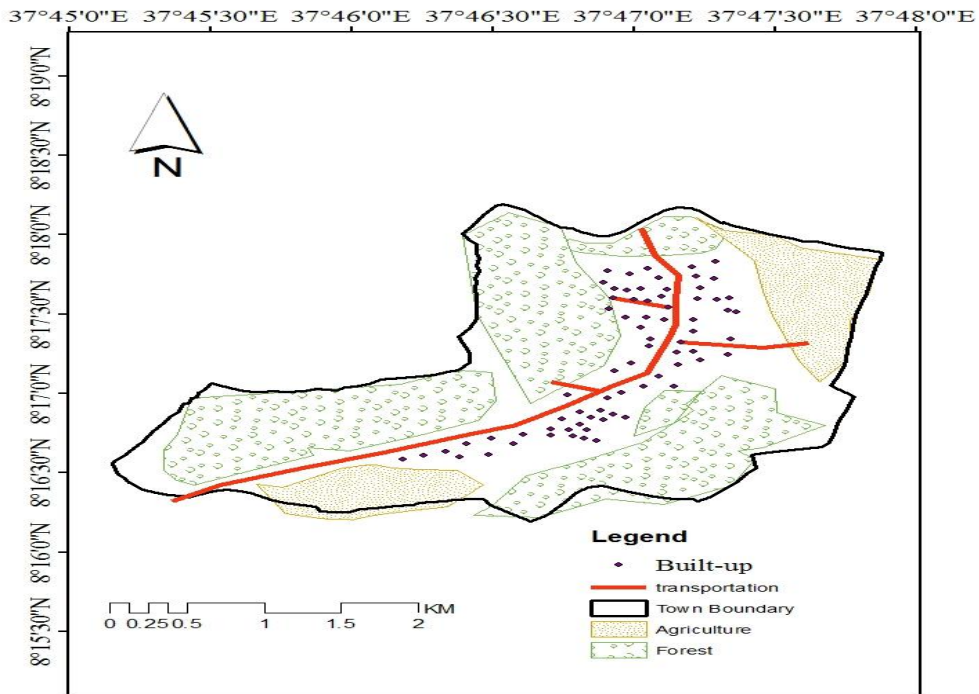 37°45'0"E 37°45'30"E 37°46'0"E 37°46'30"E 37°47'0"E 37°47'30"E 37°48'0"E
8°19'0"N
8°18'30"N
8°18'0"N
8°17'30"N
8°17'0"N
8°16'30"N
8°16'0"N
8°15'30"N
N
Legend
Built-up
transportation
Town Boundary
Agriculture
Forest
KM
0 0.25 0.5 1 1.5 2